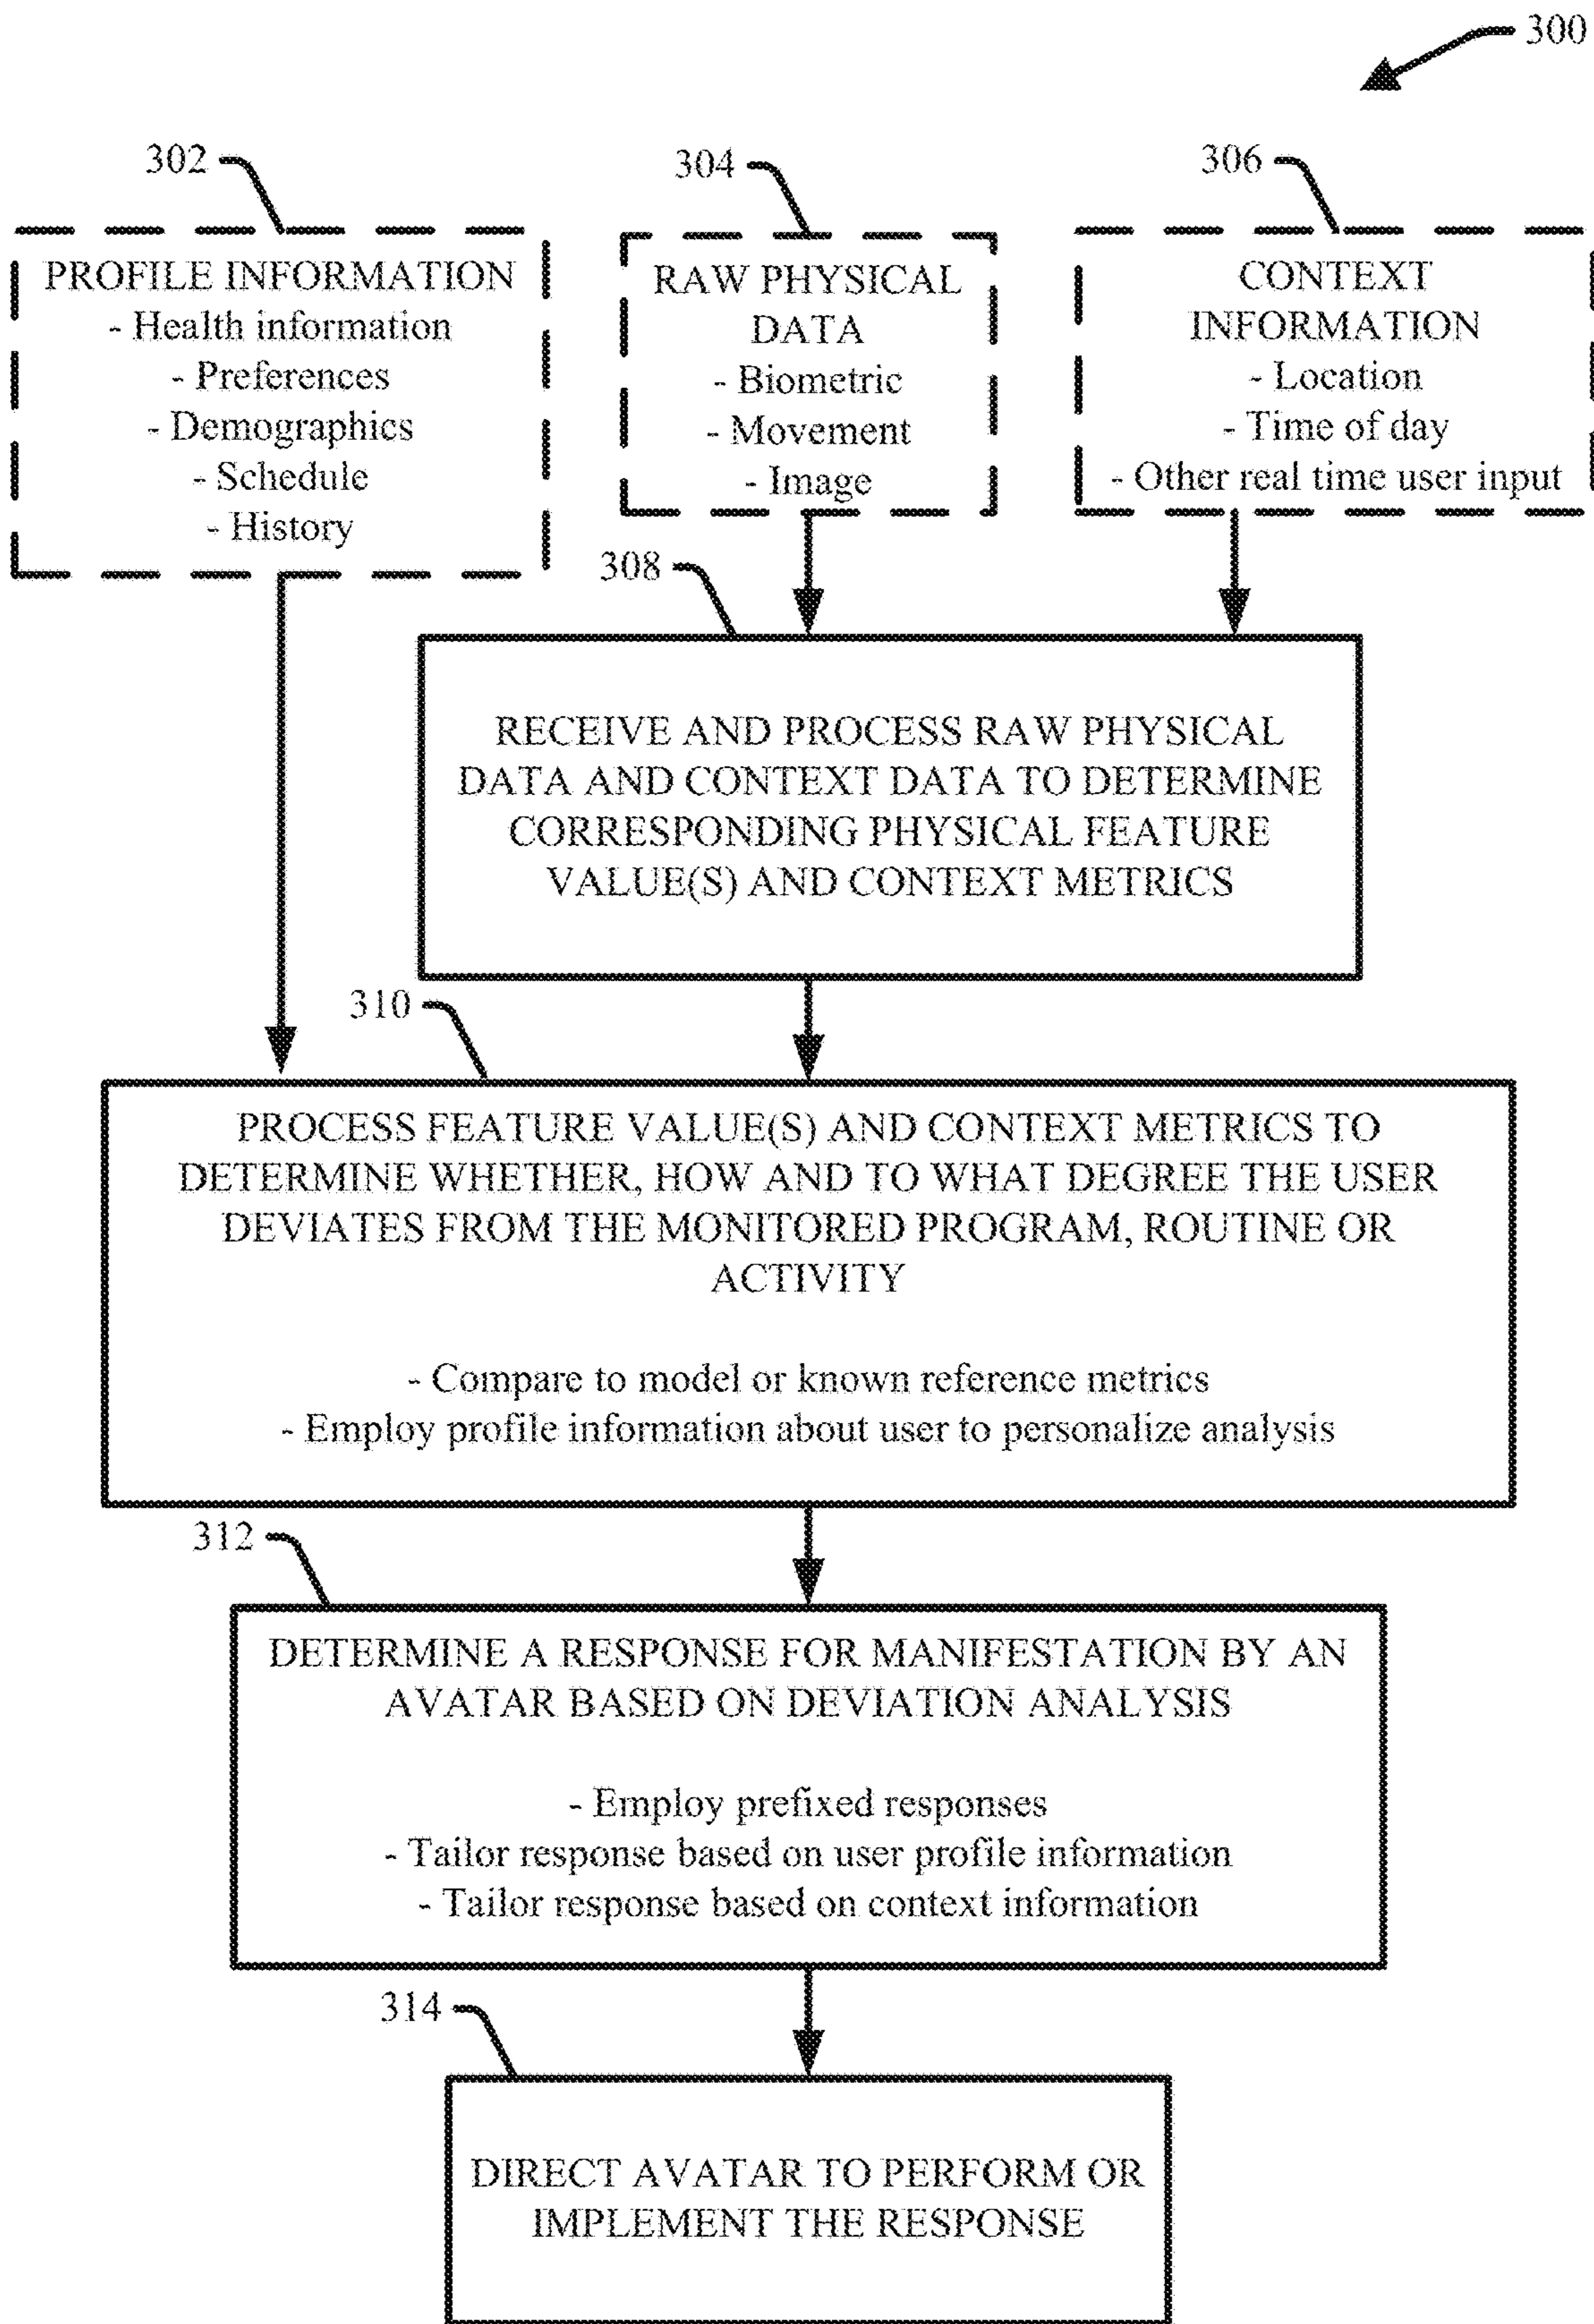 300
302
304
306
PROFILE INFORMATION
- Health information
- Preferences
- Demographics
- Schedule
- History
RAW PHYSICAL
DATA
- Biometric
- Movement
- Image
CONTEXT
INFORMATION
- Location
- Time of day
- Other real time user input
308
RECEIVE AND PROCESS RAW PHYSICAL
DATA AND CONTEXT DATA TO DETERMINE
CORRESPONDING PHYSICAL FEATURE
VALUE(S) AND CONTEXT METRICS
310
PROCESS FEATURE VALUE(S) AND CONTEXT METRICS TO
DETERMINE WHETHER, HOW AND TO WHAT DEGREE THE USER
DEVIATES FROM THE MONITORED PROGRAM, ROUTINE OR
ACTIVITY
- Compare to model or known reference metrics
- Employ profile information about user to personalize analysis
312
DETERMINE A RESPONSE FOR MANIFESTATION BY AN
AVATAR BASED ON DEVIATION ANALYSIS
- Employ prefixed responses
- Tailor response based on user profile information
- Tailor response based on context information
314
DIRECT AVATAR TO PERFORM OR
IMPLEMENT THE RESPONSE